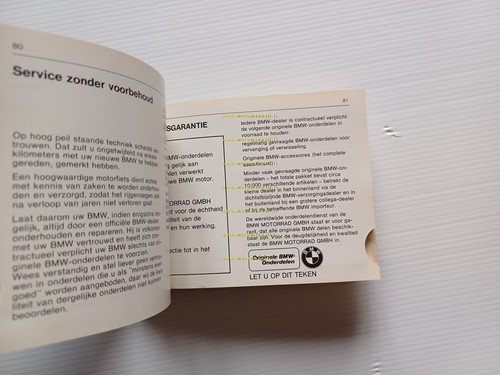 80
Service zonder voorbehoud
Op hoog peil staande techniek schenkt ver-
trouwen. Dat zult u ongetwijfeld na enkele
kilometers met uw nieuwe BMW te hebben
gereden, gemerkt hebben.
Een hoogwaardige motorfiets dient echter
met kennis van zaken te worden onderhou-
den en verzorgd, zodat het rijgenoegen ook
na verloop van jaren niet verloren gaat.
Laat daarom uw BMW, indien enigszins mo-
gelijk, altijd door een officiële BMW-dealer
onderhouden en repareren. Hij is vakman
met uw BMW vertrouwd en heeft zich con-
tractueel verplicht uw BMW slechts van ori-
ginele BMW-onderdelen te voorzien.
Wees verstandig en stel liever geen vertrou-
wen in onderdelen die u als "minstens even
goed" worden aangeboden, daar wij de kwa-
liteit van dergelijke onderdelen niet kunnen
beoordelen.
81
SGARANTIE
BMW-onderdelen
gelijk aan
delen verwerkt
euwe BMW motor.
TORRAD GMBH
voor de echtheid
en hun werking.
ectie tot in het
Iedere BMW-dealer is contractueel verplicht
de volgende originele BMW-onderdelen in
voorraad te houden:
regelmatig gevraagde BMW-onderdelen voor
vervanging of verwisseling.
Originele BMW-accessoires (het complete
Minder vaak gevraagde originele BMW-on-
derdelen – het totale pakket bevat circa
10.000 verschillende artikelen – betrekt de
kleine dealer in het binnenland via de
dichtstbijzijnde BMW-verzorgingsdealer en in
het buitenland bij een grotere collega-dealer
of bij de betreffende BMW importeur.
De wereldwijde onderdelendienst van de
BMW MOTORRAD GMBH staat er voor ga-
rant, dat alle originele BMW delen beschik-
baar zijn. Voor de deugdelijkheid en kwaliteit
staat de BMW MOTORRAD GMBH in.
Originele BMW-
Onderdelen
BMW
LET U OP DIT TEKEN